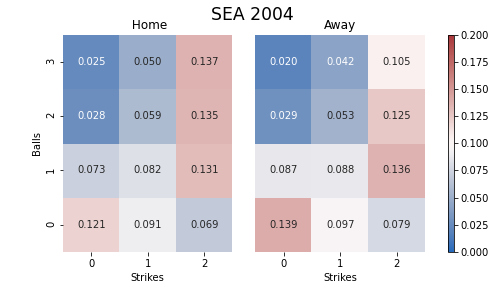 SEA 2004
Home
Away
3
0.025 0.050 0.137
0.020 0.042 0.105
2
0.028 0.059 0.135
0.029 0.053 0.125
1
0.073 0.082 0.131
0.087 0.088 0.136
0
0.121 0.091 0.069
0.139 0.097 0.079
Balls
0 1 2
0 1 2
Strikes
Strikes
0.200
0.175
0.150
0.125
0.100
0.075
0.050
0.025
0.000